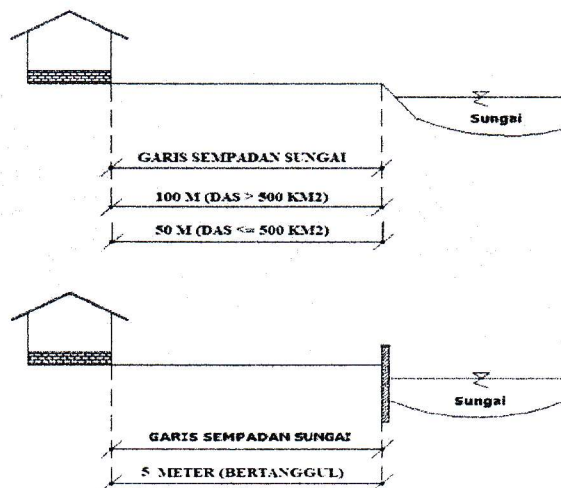 Sungai
GARIS SEMPADAN SUNGAI
100 M (DAS > 500 KM2)
50 M (DAS <= 500 KM2)
Sungai
GARIS SEMPADAN SUNGAI
5 METER (BERTANGGUL)